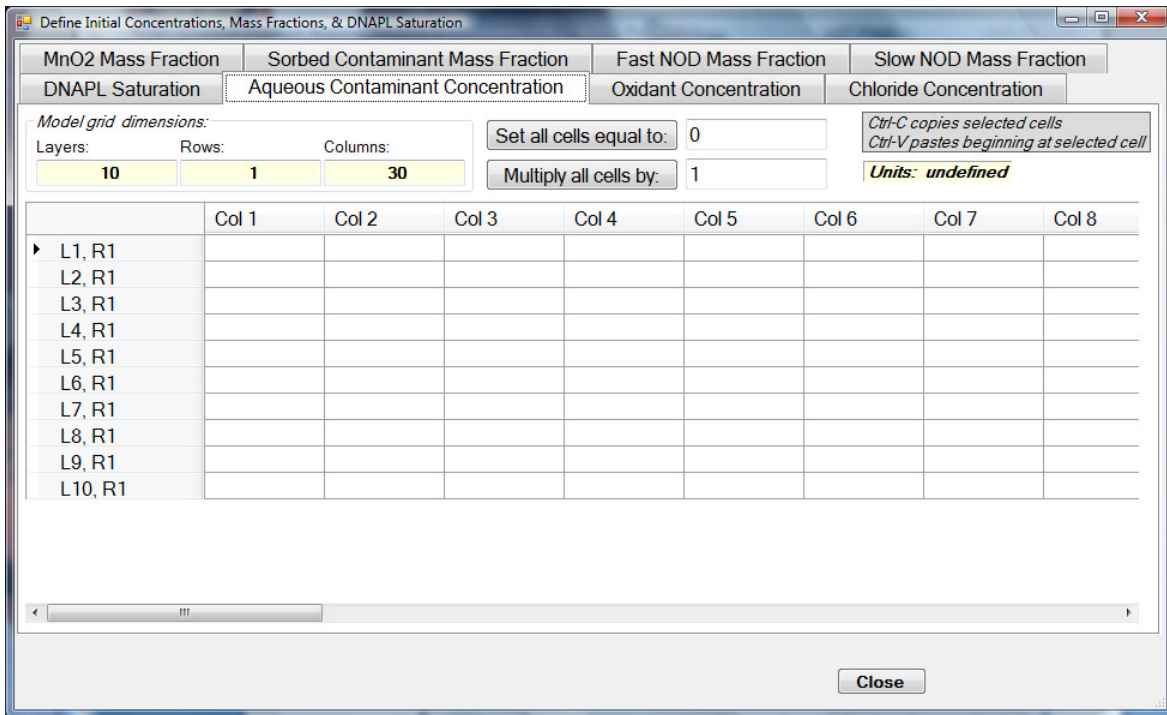 Define Initial Concentrations, Mass Fractions, & DNAPL Saturation
MnO2 Mass Fraction Sorbed Contaminant Mass Fraction Fast NOD Mass Fraction Slow NOD Mass Fraction
DNAPL Saturation Aqueous Contaminant Concentration Oxidant Concentration Chloride Concentration
Model grid dimensions:
Layers: Rows: Columns:
10 1 30
Set all cells equal to: 0
Multiply all cells by: 1
Ctrl-C copies selected cells
Ctrl-V pastes beginning at selected cell
Units: undefined
Col 1 Col 2 Col 3 Col 4 Col 5 Col 6 Col 7 Col 8
L1, R1
L2, R1
L3, R1
L4, R1
L5, R1
L6, R1
L7, R1
L8, R1
L9, R1
L10, R1
Close